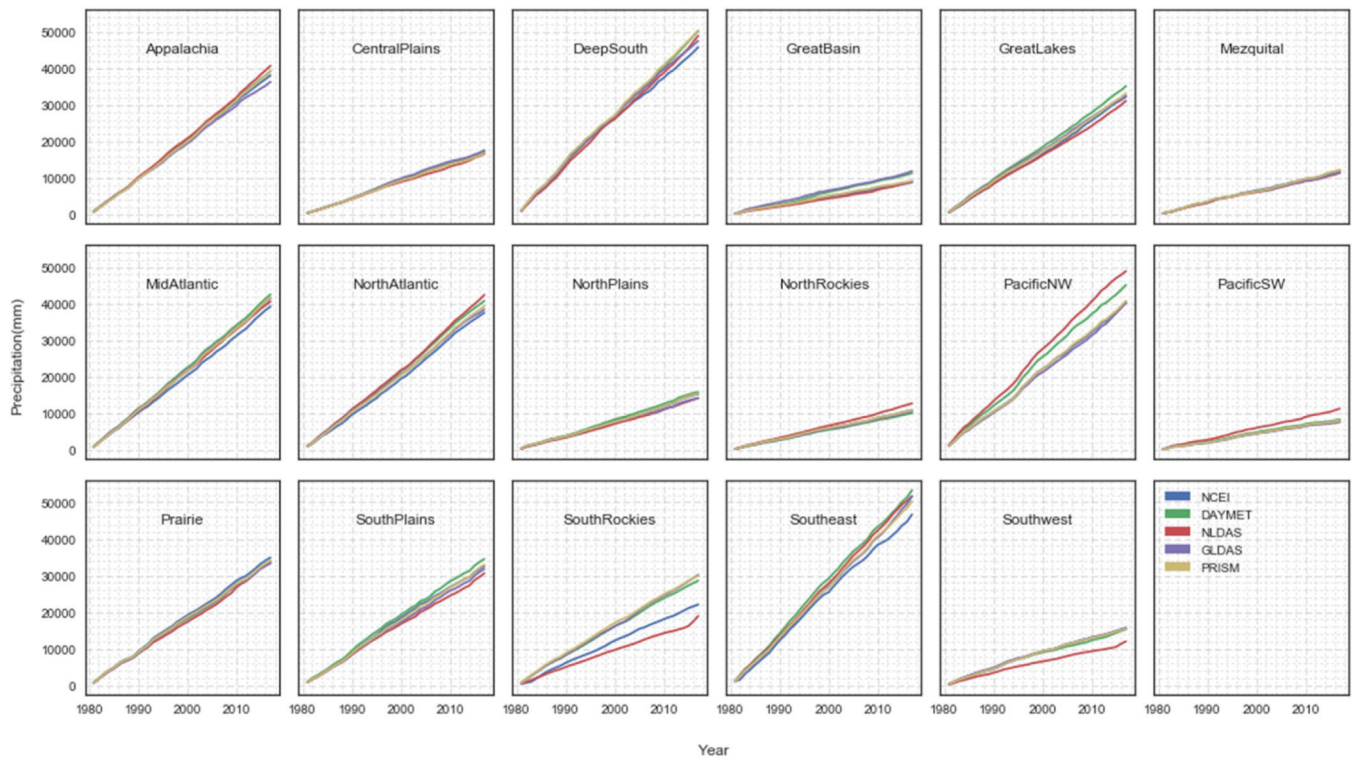 50000
40000
30000
20000
10000
0
Appalachia
CentralPlains
DeepSouth
GreatBasin
GreatLakes
Mezquital
Precipitation(mm)
50000
40000
30000
20000
10000
0
MidAtlantic
NorthAtlantic
NorthPlains
NorthRockies
PacificNW
PacificSW
50000
40000
30000
20000
10000
0
Prairie
SouthPlains
SouthRockies
Southeast
Southwest
NCEI
DAYMET
NLDAS
GLDAS
PRISM
1980 1990 2000 2010
1980 1990 2000 2010
1980 1990 2000 2010
1980 1990 2000 2010
1980 1990 2000 2010
1980 1990 2000 2010
Year